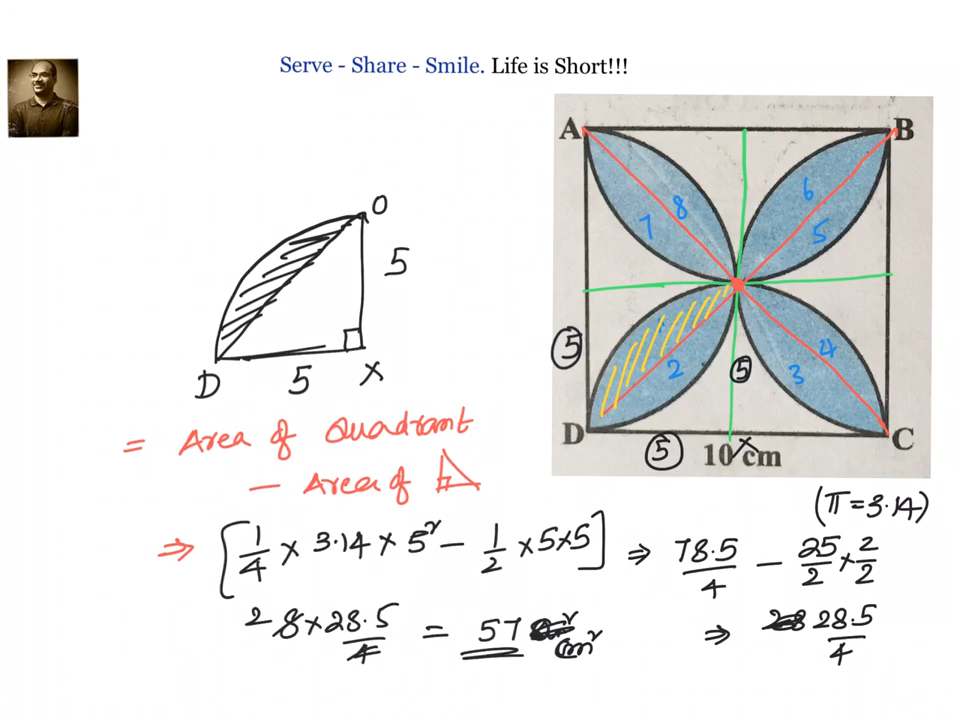 Serve - Share - Smile. Life is Short!!!
A B
7 8 6 5
O
5
D 5 x
5 5
2 3 4
D 5 10 cm x C
= Area of Quadrant
- Area of
(π = 3.14)
⇒ [1/4 × 3.14 × 5² - 1/2 × 5×5] ⇒ 78.5/4 - 25/2 × 2/2
2 8 × 28.5/4 = 57 cm² ⇒ 28.5/4